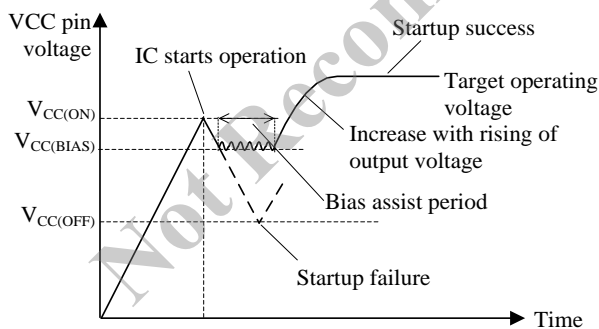 VCC pin
voltage
Startup success
IC starts operation
Target operating
voltage
VCC(ON)
Increase with rising of
output voltage
VCC(BIAS)
Bias assist period
VCC(OFF)
Startup failure
Time
Not Recom